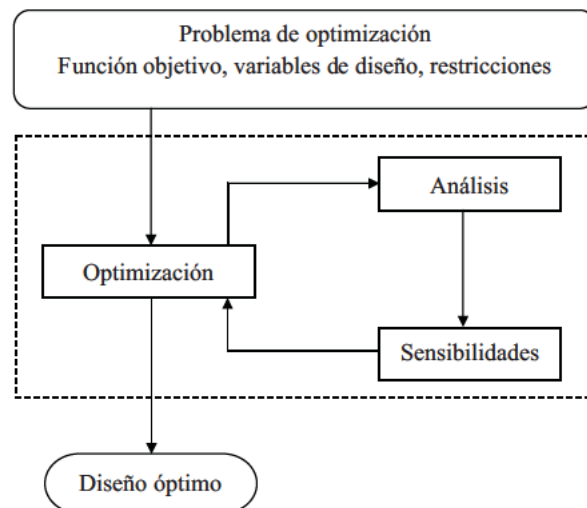 Problema de optimización
Función objetivo, variables de diseño, restricciones
Análisis
Optimización
Sensibilidades
Diseño óptimo